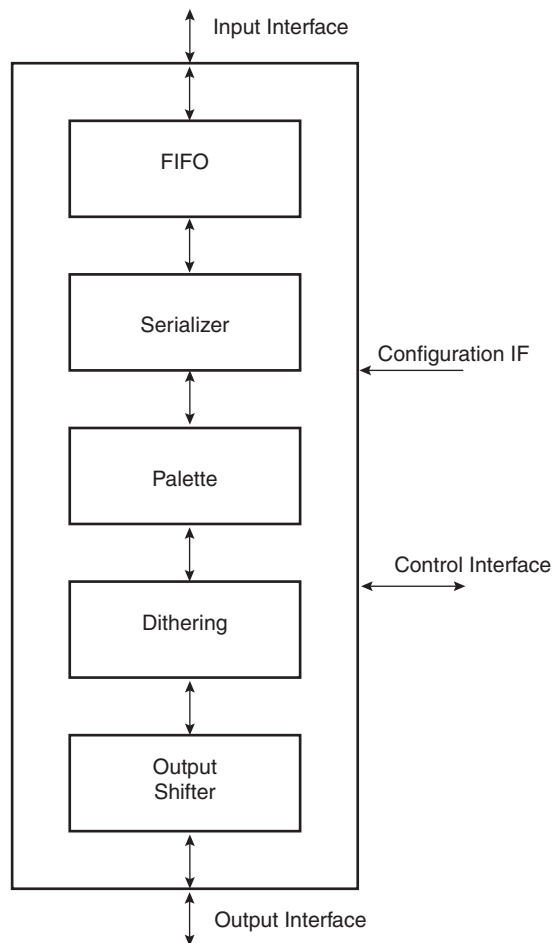 Input Interface
FIFO
Serializer
Configuration IF
Palette
Control Interface
Dithering
Output
Shifter
Output Interface